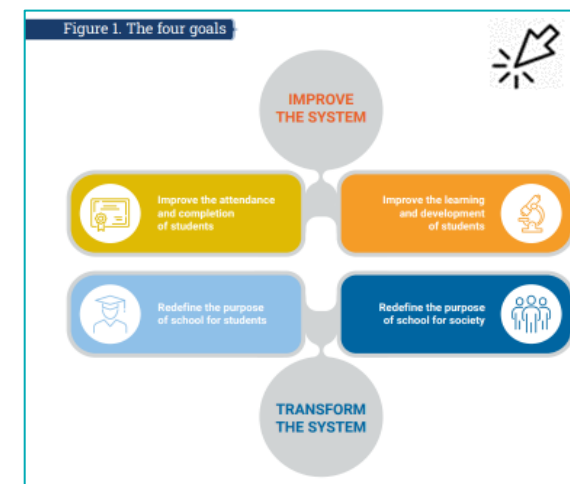 Figure 1. The four goals
IMPROVE
THE SYSTEM
Improve the attendance
and completion
of students
Improve the learning
and development
of students
Redefine the purpose
of school for students
Redefine the purpose
of school for society
TRANSFORM
THE SYSTEM